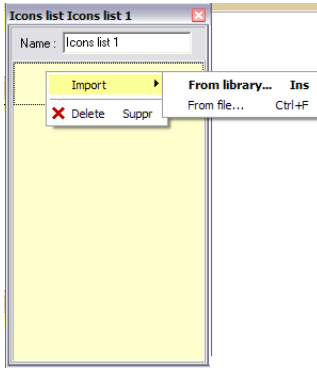 Icons list Icons list 1
Name : Icons list 1
Import From library... Ins
From file... Ctrl+F
Delete Suppr